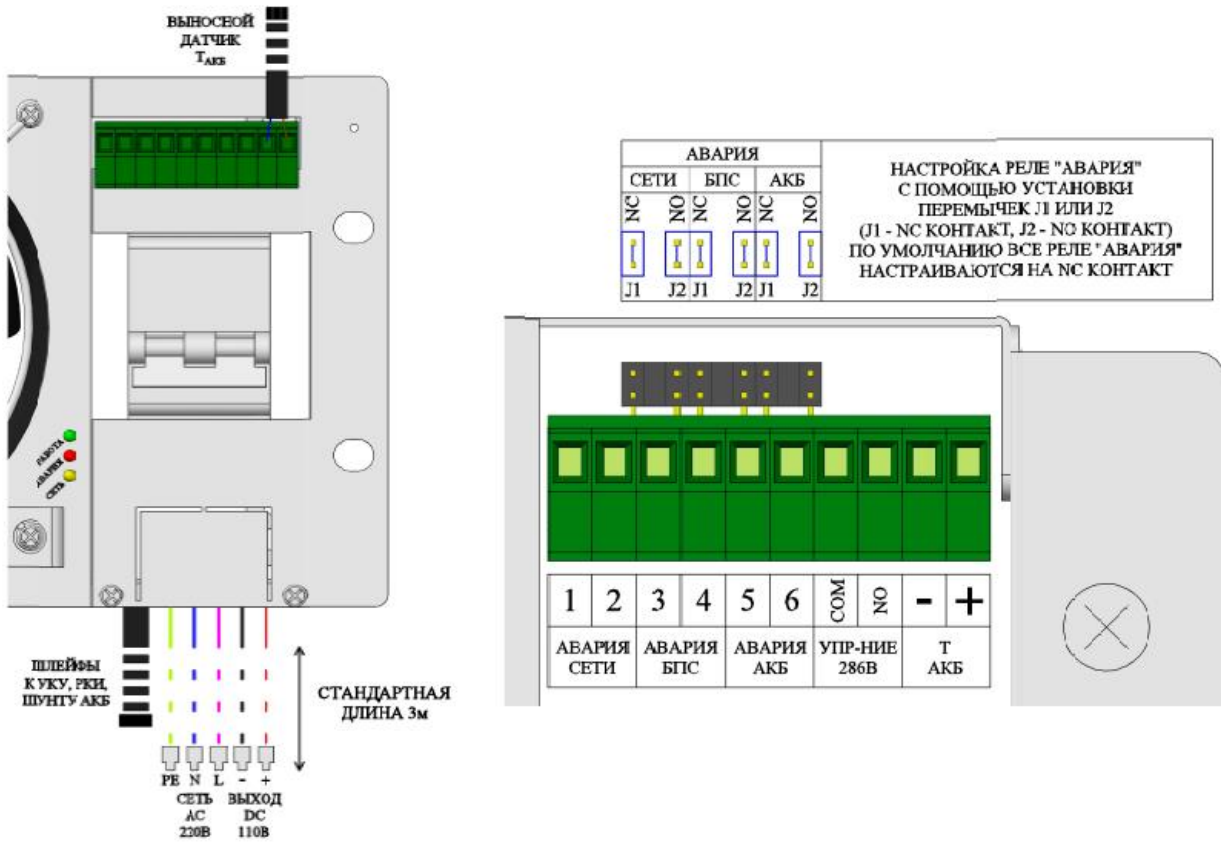 ВЫНОСНОЙ
ДАТЧИК
ТАКБ
РАБОТА
АВАРИЯ
СЕТЬ
ШЛЕЙФЫ
К УКУ, РКИ,
ШУНТУ АКБ
СТАНДАРТНАЯ
ДЛИНА 3м
PE N L - +
СЕТЬ ВЫХОД
AC DC
220В 110В
АВАРИЯ
СЕТИ БПС АКБ
NC NO NC NO NC NO
J1 J2 J1 J2 J1 J2
НАСТРОЙКА РЕЛЕ "АВАРИЯ"
С ПОМОЩЬЮ УСТАНОВКИ
ПЕРЕМЫЧЕК J1 ИЛИ J2
(J1 - NC КОНТАКТ, J2 - NO КОНТАКТ)
ПО УМОЛЧАНИЮ ВСЕ РЕЛЕ "АВАРИЯ"
НАСТРАИВАЮТСЯ НА NC КОНТАКТ
1 2 3 4 5 6 COM NO - +
АВАРИЯ АВАРИЯ АВАРИЯ УПР-НИЕ Т
СЕТИ БПС АКБ 286В АКБ